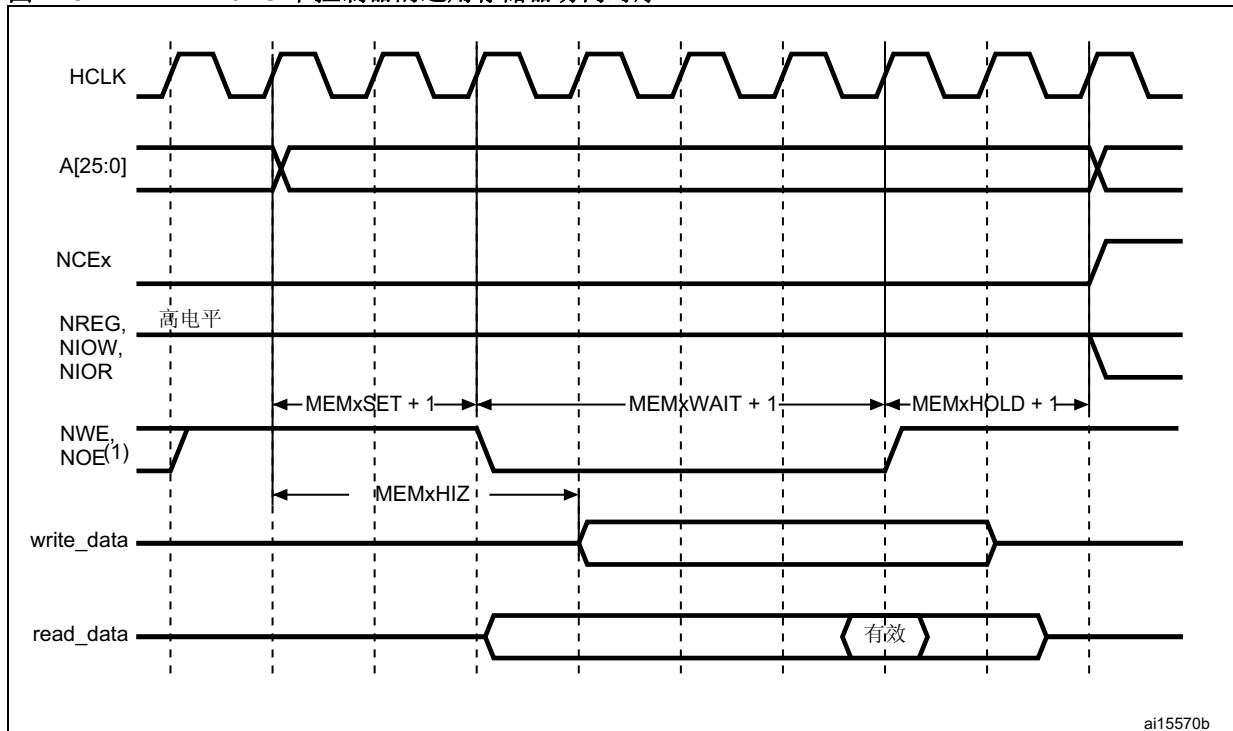 HCLK
A[25:0]
NCEx
NREG,
NIOW,
NIOR
高电平
MEMxSET + 1
MEMxWAIT + 1
MEMxHOLD + 1
NWE,
NOE(1)
MEMxHIZ
write_data
read_data
有效
ai15570b